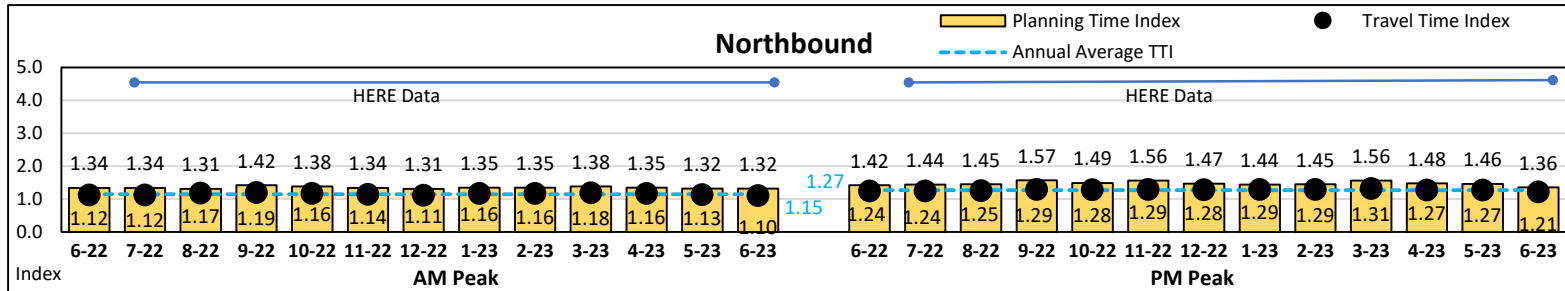 Planning Time Index
Travel Time Index
Northbound
Annual Average TTI
5.0
HERE Data
HERE Data
4.0
3.0
2.0
1.34 1.34 1.31 1.42 1.38 1.34 1.31 1.35 1.35 1.38 1.35 1.32 1.32
1.42 1.44 1.45 1.57 1.49 1.56 1.47 1.44 1.45 1.56 1.48 1.46 1.36
1.0
1.27
1.15
1.12 1.12 1.17 1.19 1.16 1.14 1.11 1.16 1.16 1.18 1.16 1.13 1.10
1.24 1.24 1.25 1.29 1.28 1.29 1.28 1.29 1.29 1.31 1.27 1.27 1.21
0.0
6-22 7-22 8-22 9-22 10-22 11-22 12-22 1-23 2-23 3-23 4-23 5-23 6-23
6-22 7-22 8-22 9-22 10-22 11-22 12-22 1-23 2-23 3-23 4-23 5-23 6-23
Index
AM Peak
PM Peak